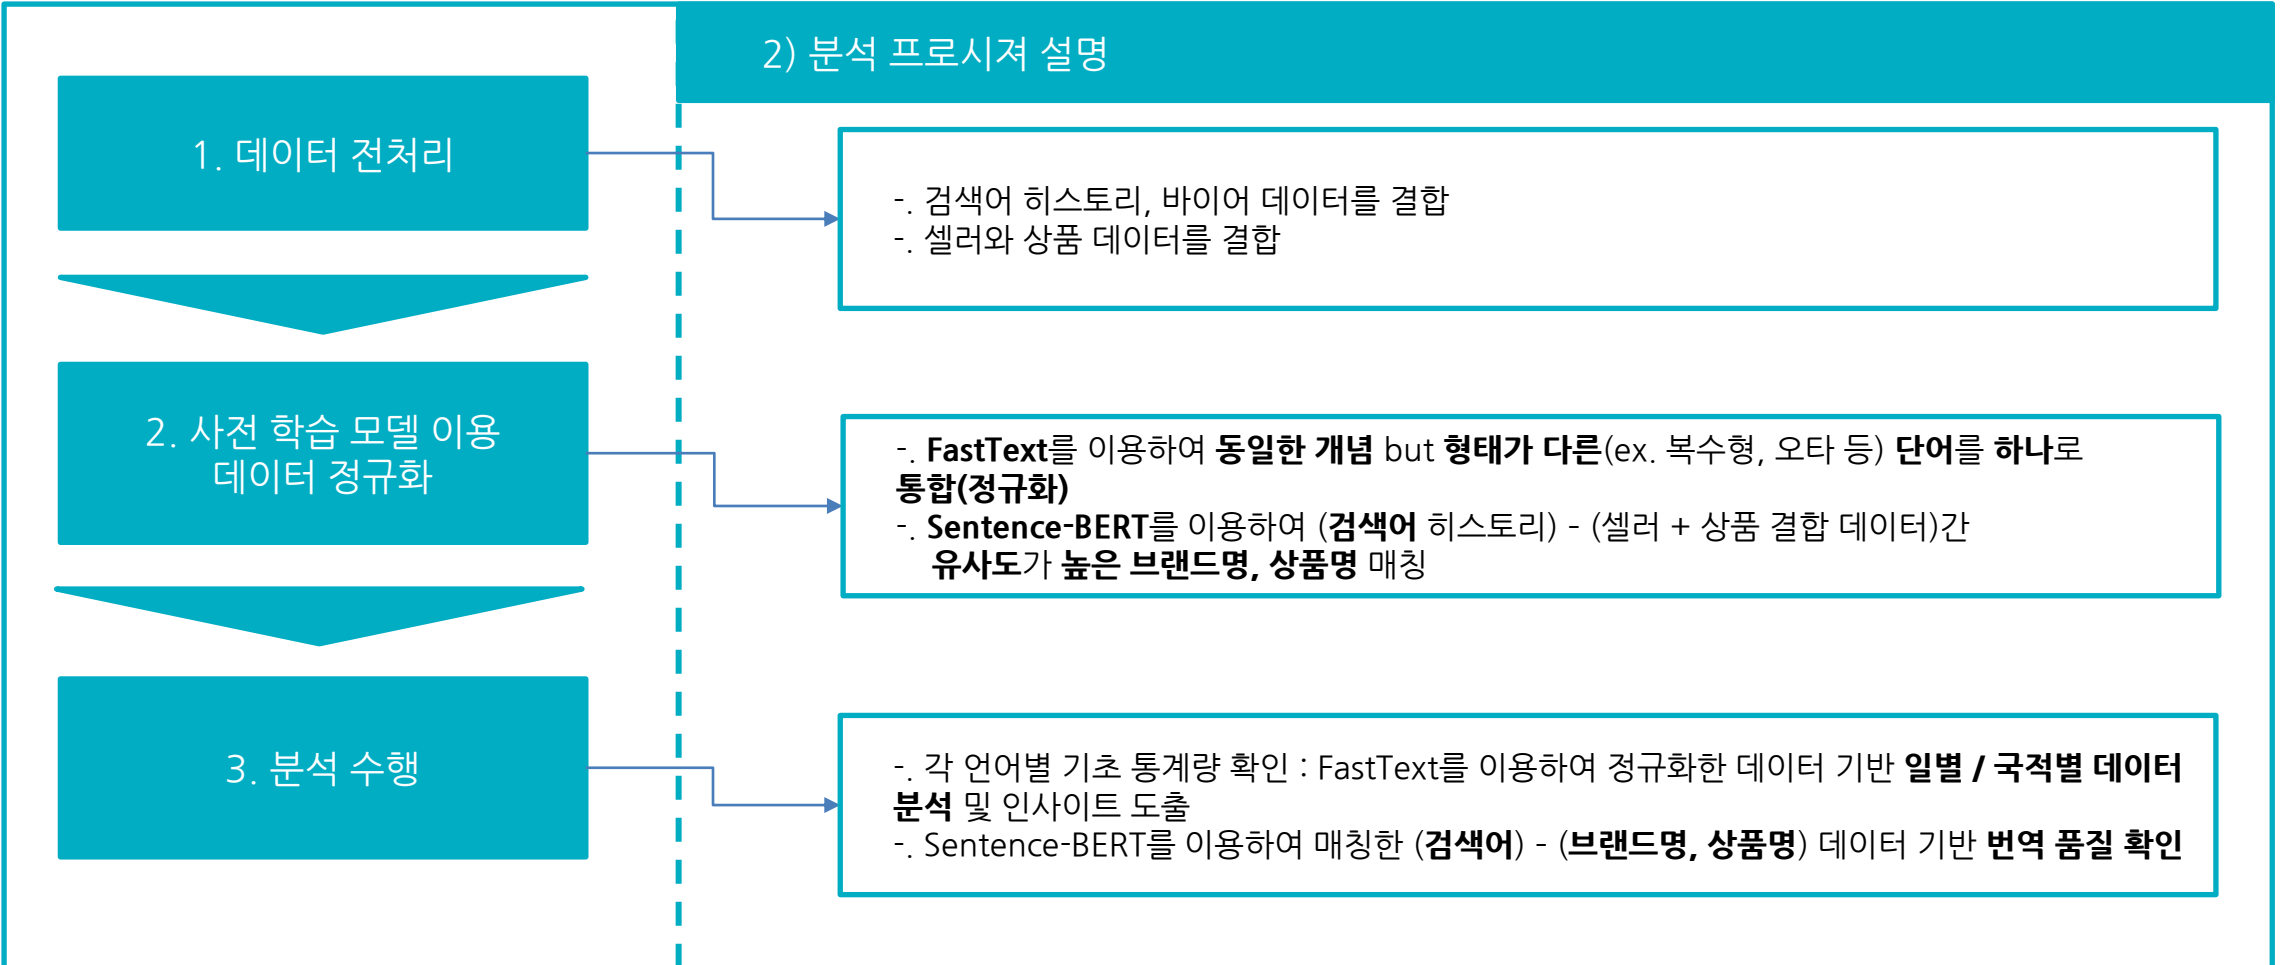 2) 분석 프로시져 설명
1. 데이터 전처리
-. 검색어 히스토리, 바이어 데이터를 결합
-. 셀러와 상품 데이터를 결합
2. 사전 학습 모델 이용
데이터 정규화
-. FastText를 이용하여 동일한 개념 but 형태가 다른(ex. 복수형, 오타 등) 단어를 하나로
통합(정규화)
-. Sentence-BERT를 이용하여 (검색어 히스토리) - (셀러 + 상품 결합 데이터)간
유사도가 높은 브랜드명, 상품명 매칭
3. 분석 수행
-. 각 언어별 기초 통계량 확인 : FastText를 이용하여 정규화한 데이터 기반 일별 / 국적별 데이터
분석 및 인사이트 도출
-. Sentence-BERT를 이용하여 매칭한 (검색어) - (브랜드명, 상품명) 데이터 기반 번역 품질 확인